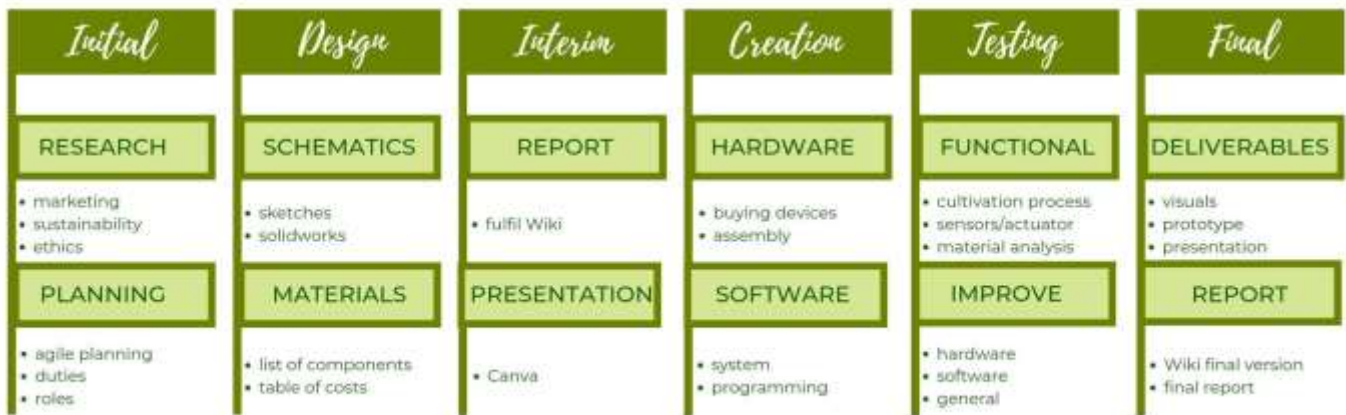 Initial
RESEARCH
• marketing
• sustainability
• ethics
PLANNING
• agile planning
• duties
• roles
Design
SCHEMATICS
• sketches
• solidworks
MATERIALS
• list of components
• table of costs
Interim
REPORT
• fulfil Wiki
PRESENTATION
• Canva
Creation
HARDWARE
• buying devices
• assembly
SOFTWARE
• system
• programming
Testing
FUNCTIONAL
• cultivation process
• sensors/actuator
• material analysis
IMPROVE
• hardware
• software
• general
Final
DELIVERABLES
• visuals
• prototype
• presentation
REPORT
• Wiki final version
• final report